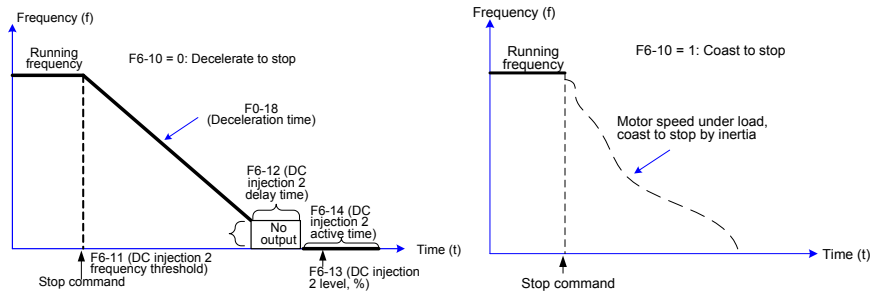 Frequency (f)
Running
frequency
F6-10 = 0: Decelerate to stop
F0-18
(Deceleration time)
F6-12 (DC
injection 2
delay time)
F6-14 (DC
injection 2
active time)
No
output
Time (t)
F6-11 (DC injection 2
frequency threshold)
Stop command
F6-13 (DC injection
2 level, %)
Frequency (f)
Running
frequency
F6-10 = 1: Coast to stop
Motor speed under load,
coast to stop by inertia
Time (t)
Stop command